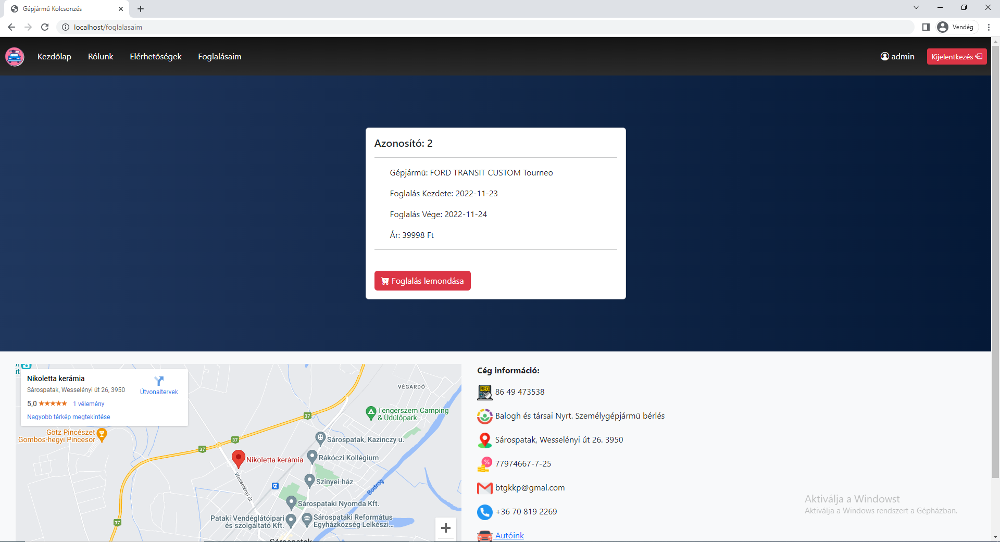 Gépjármű Kölcsönzés
localhost/foglalasaim
Vendég
Kezdőlap
Rólunk
Elérhetőségek
Foglalásaim
admin
Kijelentkezés
Azonosító: 2
Gépjármű: FORD TRANSIT CUSTOM Tourneo
Foglalás Kezdete: 2022-11-23
Foglalás Vége: 2022-11-24
Ár: 39998 Ft
Foglalás lemondása
Nikoletta kerámia
Sárospatak, Wesselényi út 26, 3950
Útvonaltervek
5,0
1 vélemény
Nagyobb térkép megtekintése
VÉGARDÓ
Tengerszem Camping
& Üdülőpark
37
Götz Pincészet
Gombos-hegyi Pincesor
37
37
Sárospatak, Kazinczy u.
Nikoletta kerámia
Rákóczi Kollégium
Wesselényi út
Szinyei-ház
Bodrog
Sárospataki Nyomda Kft.
Pataki Vendéglátóipari
és szolgáltató Kft.
Sárospataki Református
Egyházközség Lelkészi...
37
Sárospatak
Cég információ:
REG
86 49 473538
Balogh és társai Nyrt. Személygépjármű bérlés
Sárospatak, Wesselényi út 26. 3950
%
77974667-7-25
btgkkp@gmal.com
+36 70 819 2269
Autóink
Aktiválja a Windowst
Aktiválja a Windows rendszert a Gépházban.